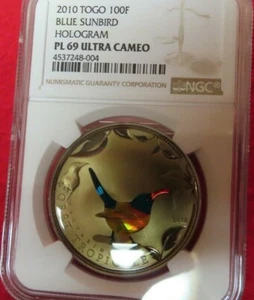 2010 TOGO 100F
BLUE SUNBIRD
HOLOGRAM
PL 69 ULTRA CAMEO
4537248-004
NUMISMATIC GUARANTY CORPORATION
NGC